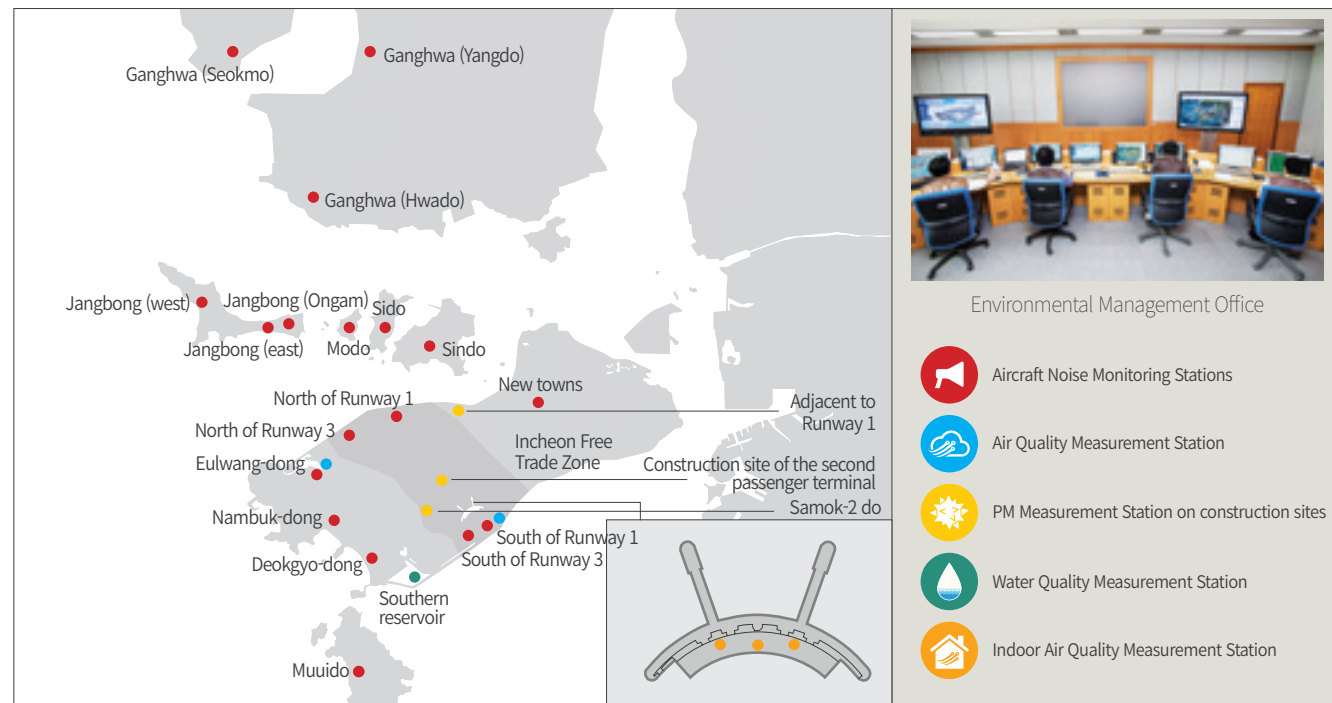 Ganghwa (Seokmo)
Ganghwa (Yangdo)
Ganghwa (Hwado)
Jangbong (west)
Jangbong (Ongam)
Sido
Jangbong (east)
Modo
Sindo
New towns
North of Runway 1
Adjacent to
Runway 1
North of Runway 3
Incheon Free
Trade Zone
Eulwang-dong
Construction site of the second
passenger terminal
Samok-2 do
Nambuk-dong
South of Runway 1
South of Runway 3
Deokgyo-dong
Southern
reservoir
Muuido
Environmental Management Office
Aircraft Noise Monitoring Stations
Air Quality Measurement Station
PM Measurement Station on construction sites
Water Quality Measurement Station
Indoor Air Quality Measurement Station